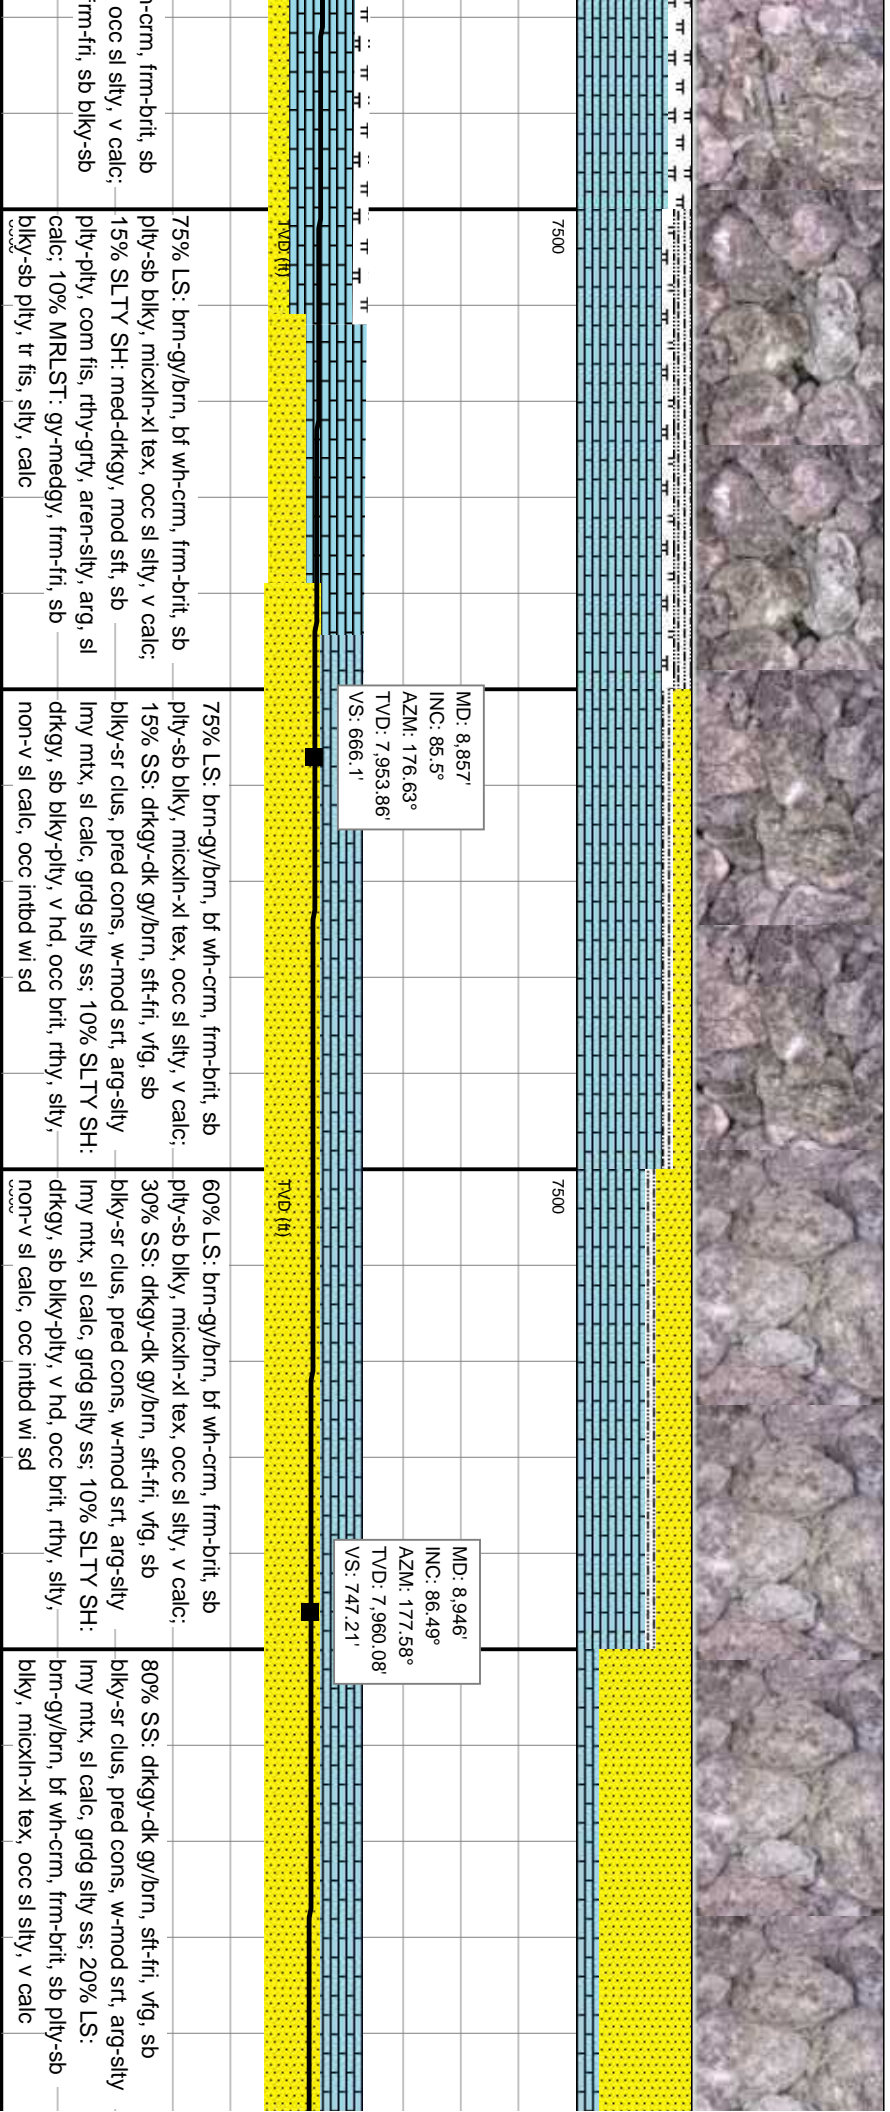 n-crm, frm-brit, sb
occ sl slty, v calc;
frm-fri, sb blky-sb
7500
TVD (ft)
75% LS: brn-gy/brn, bf wh-crm, frm-brit, sb
plty-sb blky, micxln-xl tex, occ sl slty, v calc;
15% SLTY SH: med-drkgy, mod sft, sb
plty-plty, com fis, rthy-grty, aren-slty, arg, sl
calc; 10% MRLST: gy-medgy, frm-fri, sb
blky-sb plty, tr fis, slty, calc
MD: 8,857'
INC: 85.5°
AZM: 176.63°
TVD: 7,953.86'
VS: 666.1'
75% LS: brn-gy/brn, bf wh-crm, frm-brit, sb
plty-sb blky, micxln-xl tex, occ sl slty, v calc;
15% SS: drkgy-dk gy/brn, sft-fri, vfg, sb
blky-sr clus, pred cons, w-mod srt, arg-slty
lmy mtx, sl calc, grdg slty ss; 10% SLTY SH:
drkgy, sb blky-plty, v hd, occ brit, rthy, slty,
non-v sl calc, occ intbd wi sd
7500
TVD (ft)
60% LS: brn-gy/brn, bf wh-crm, frm-brit, sb
plty-sb blky, micxln-xl tex, occ sl slty, v calc;
30% SS: drkgy-dk gy/brn, sft-fri, vfg, sb
blky-sr clus, pred cons, w-mod srt, arg-slty
lmy mtx, sl calc, grdg slty ss; 10% SLTY SH:
drkgy, sb blky-plty, v hd, occ brit, rthy, slty,
non-v sl calc, occ intbd wi sd
MD: 8,946'
INC: 86.49°
AZM: 177.58°
TVD: 7,960.08'
VS: 747.21'
80% SS: drkgy-dk gy/brn, sft-fri, vfg, sb
blky-sr clus, pred cons, w-mod srt, arg-slty
lmy mtx, sl calc, grdg slty ss; 20% LS:
brn-gy/brn, bf wh-crm, frm-brit, sb plty-sb
blky, micxln-xl tex, occ sl slty, v calc